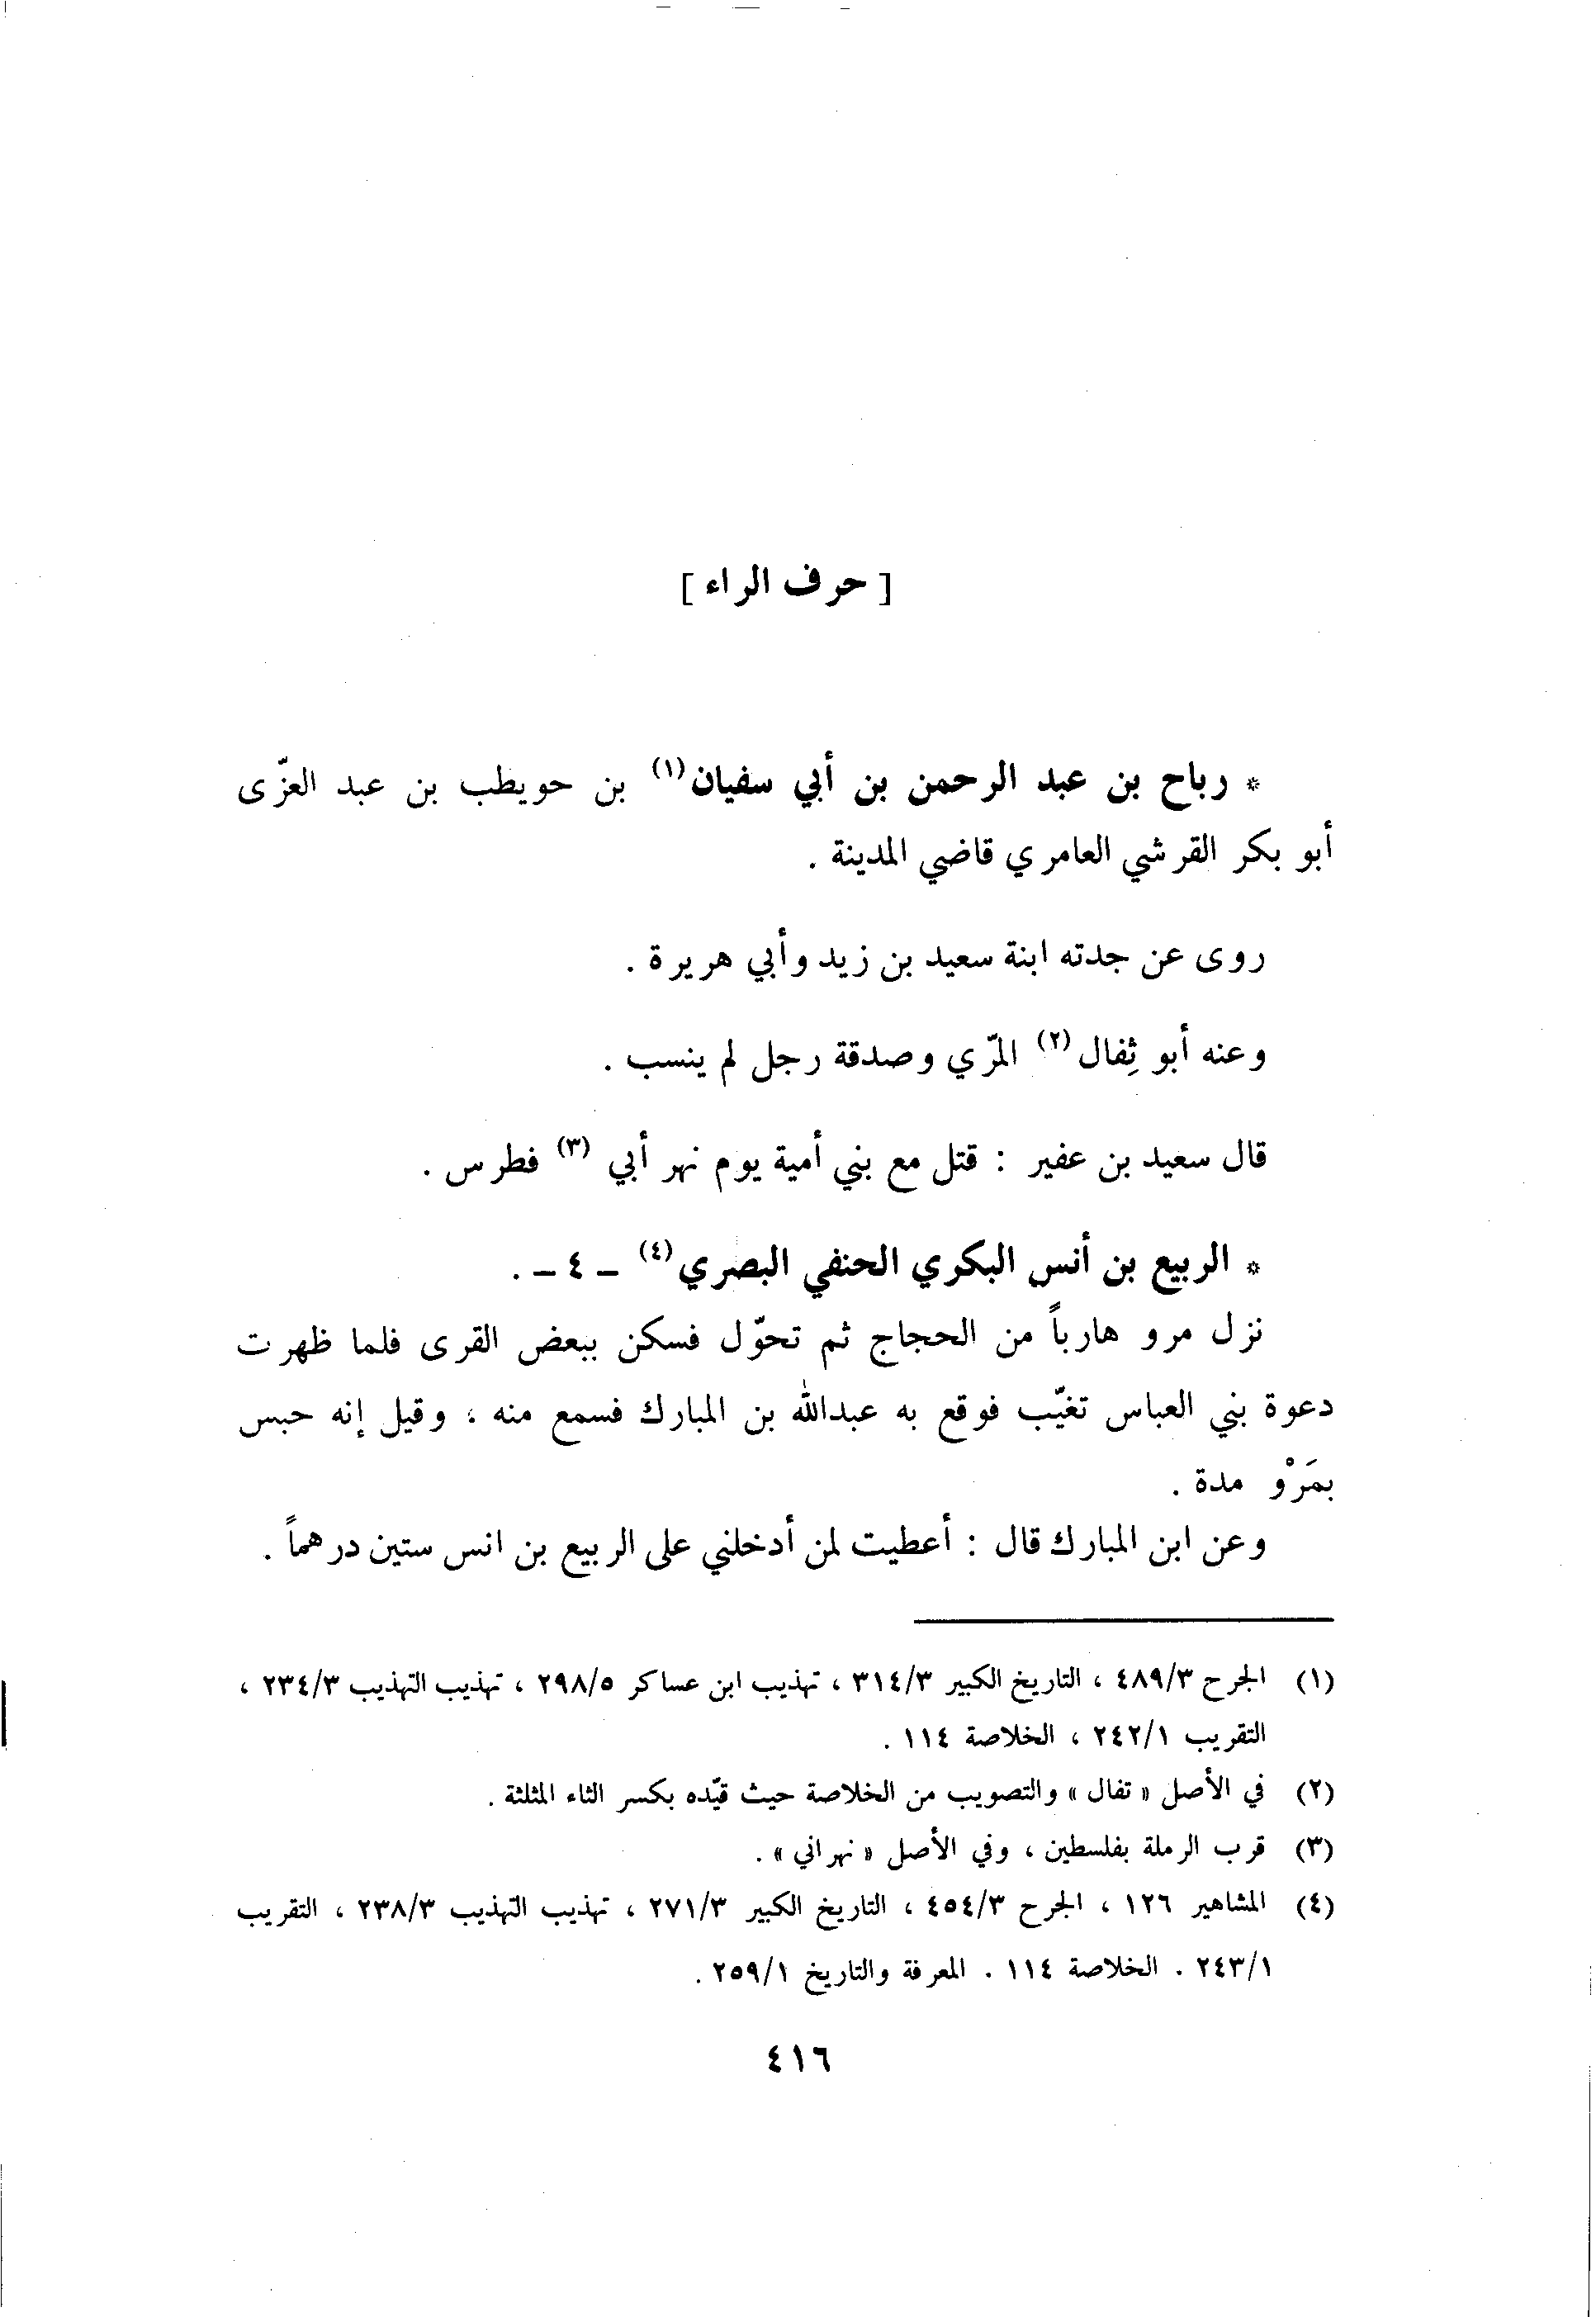 [ حرف الراء ]
* رباح بن عبد الرحمن بن أبي سفيان(١) بن حويطب بن عبد العزّى
أبو بكر القرشي العامري قاضي المدينة .
روى عن جدته ابنة سعيد بن زيد وأبي هريرة .
وعنه أبو ثِفال(٢) المرّي وصدقة رجل لم ينسب .
قال سعيد بن عفير : قتل مع بني أمية يوم نهر أبي (٣) فطرس .
* الربيع بن أنس البكري الحنفي البصري(٤) – ٤ – .
نزل مرو هارباً من الحجاج ثم تحوّل فسكن ببعض القرى فلما ظهرت
دعوة بني العباس تغيّب فوقع به عبدالله بن المبارك فسمع منه ، وقيل إنه حبس
بمَرْو مدة .
وعن ابن المبارك قال : أعطيت لمن أدخلني على الربيع بن انس ستين درهماً .
(١) الجرح ٤٨٩/٣ ، التاريخ الكبير ٣١٤/٣ ، تهذيب ابن عساكر ٢٩٨/٥ ، تهذيب التهذيب ٢٣٤/٣ ،
التقريب ٢٤٢/١ ، الخلاصة ١١٤ .
(٢) في الأصل « تفال » والتصويب من الخلاصة حيث قيّده بكسر الثاء المثلثة .
(٣) قرب الرملة بفلسطين ، وفي الأصل « نهراني » .
(٤) المشاهير ١٢٦ ، الجرح ٤٥٤/٣ ، التاريخ الكبير ٢٧١/٣ ، تهذيب التهذيب ٢٣٨/٣ ، التقريب
٢٤٣/١ . الخلاصة ١١٤ . المعرفة والتاريخ ٢٥٩/١ .
٤١٦